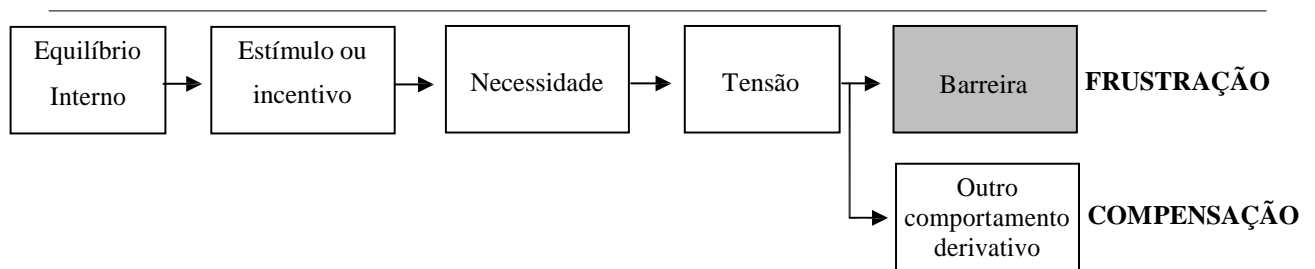 Equilíbrio
Interno
Estímulo ou
incentivo
Necessidade
Tensão
Barreira
FRUSTRAÇÃO
Outro
comportamento
derivativo
COMPENSAÇÃO